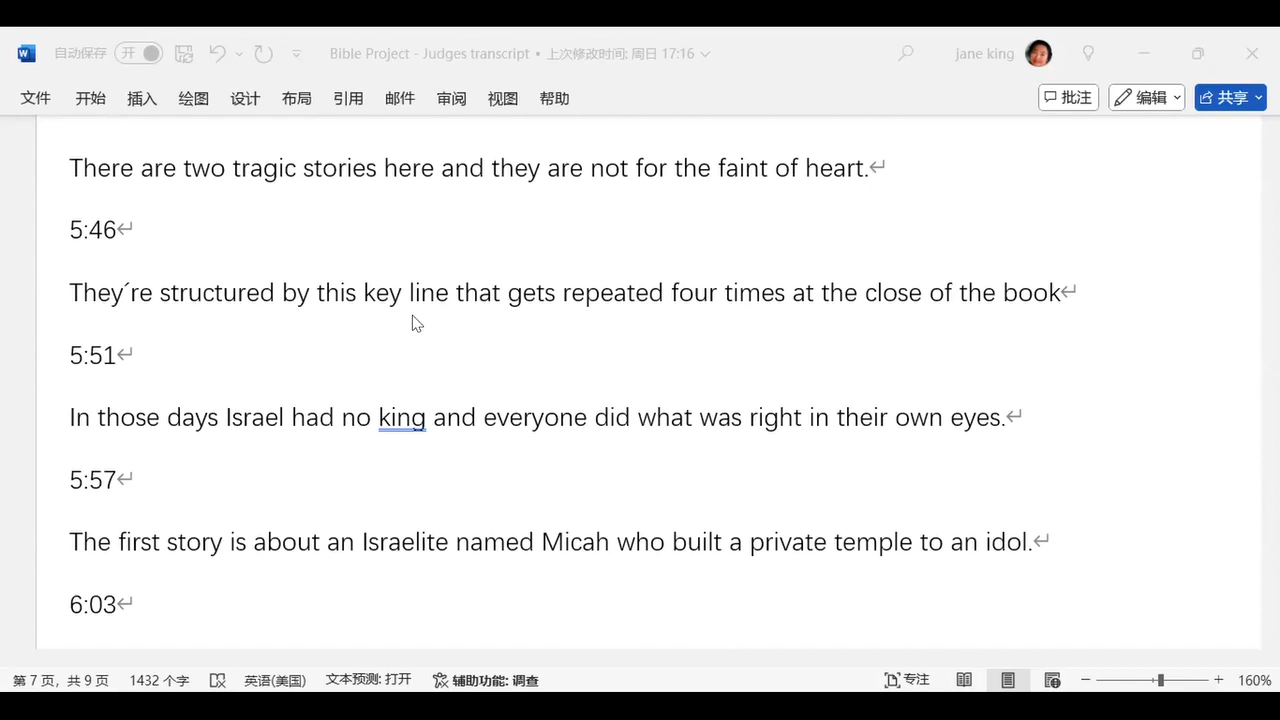 自动保存 开 Bible Project - Judges transcript • 上次修改时间: 周日 17:16 jane king
文件 开始 插入 绘图 设计 布局 引用 邮件 审阅 视图 帮助 批注 编辑 共享
There are two tragic stories here and they are not for the faint of heart.↵
5:46↵
They´re structured by this key line that gets repeated four times at the close of the book↵
5:51↵
In those days Israel had no king and everyone did what was right in their own eyes.↵
5:57↵
The first story is about an Israelite named Micah who built a private temple to an idol.↵
6:03↵
第 7 页，共 9 页 1432 个字 英语(美国) 文本预测: 打开 辅助功能: 调查 专注 160%